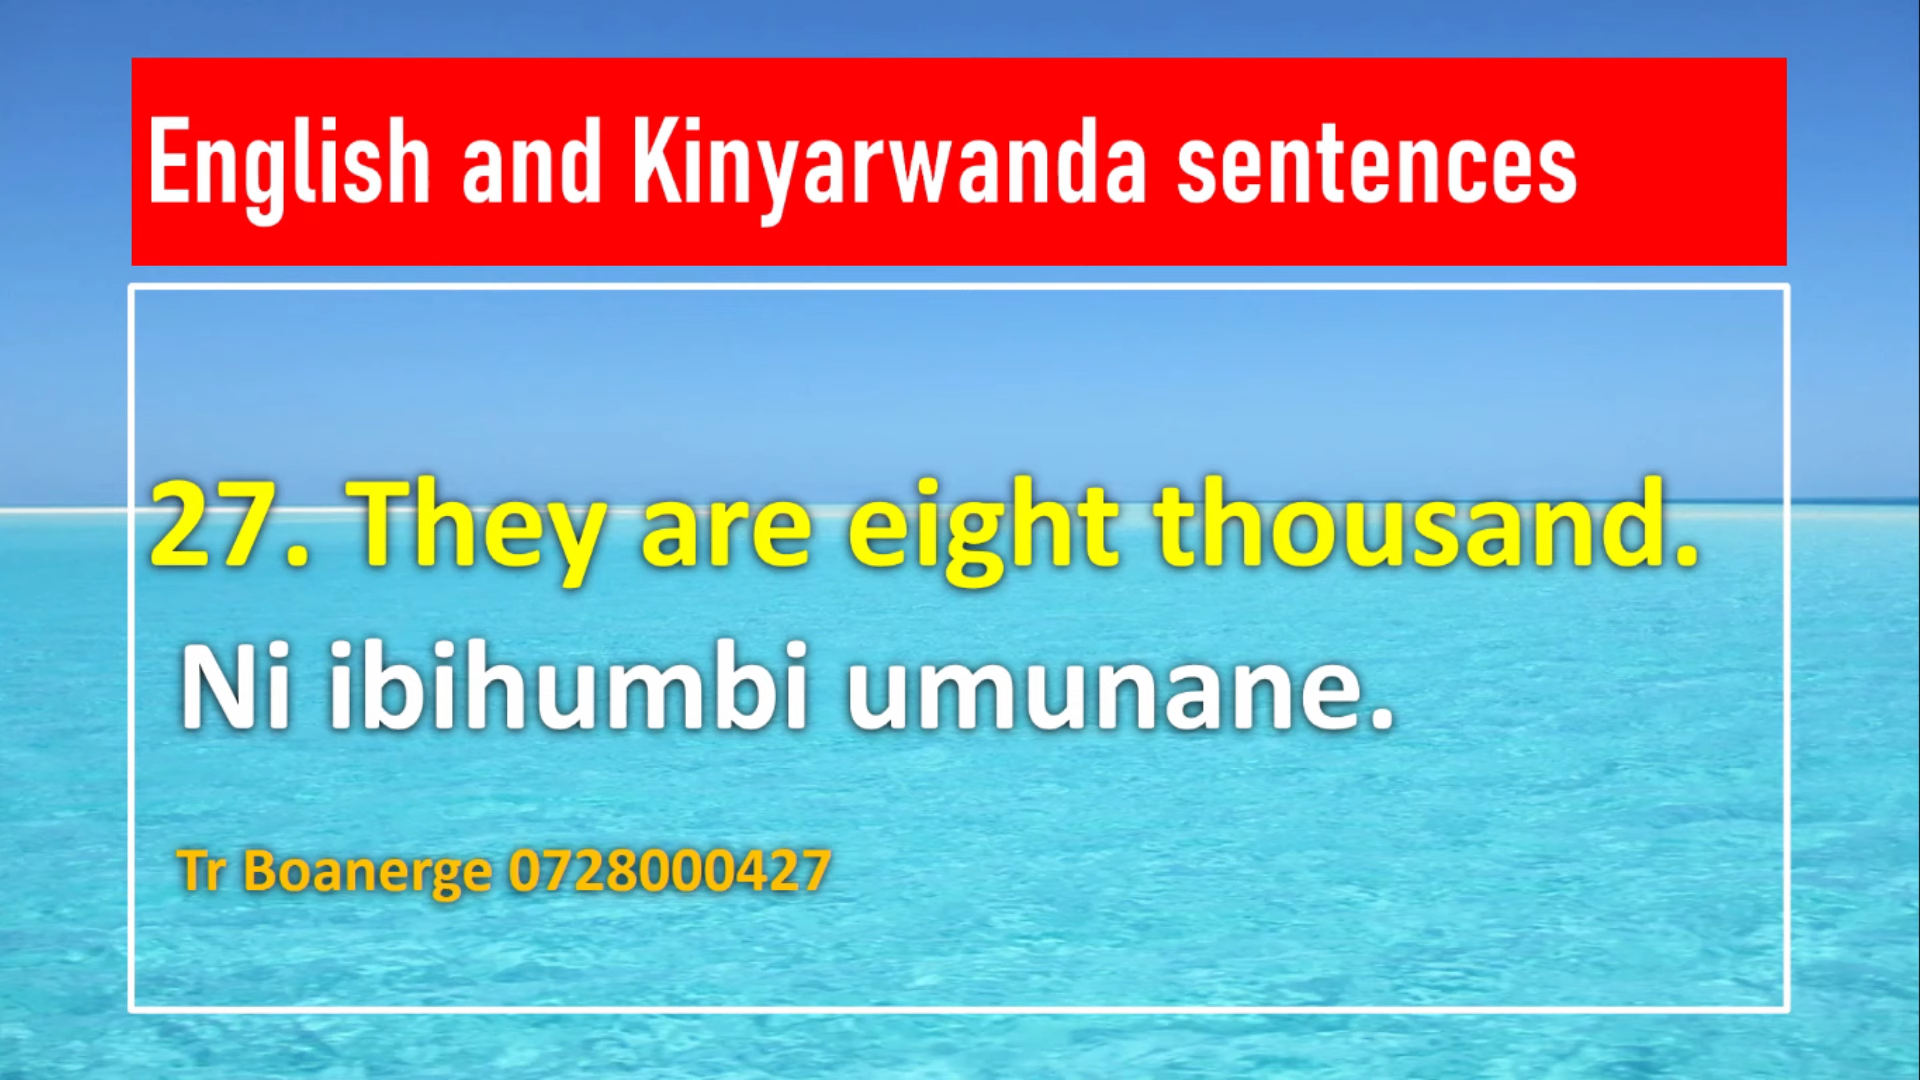 English and Kinyarwanda sentences
27. They are eight thousand.
Ni ibihumbi umunane.
Tr Boanerge 0728000427